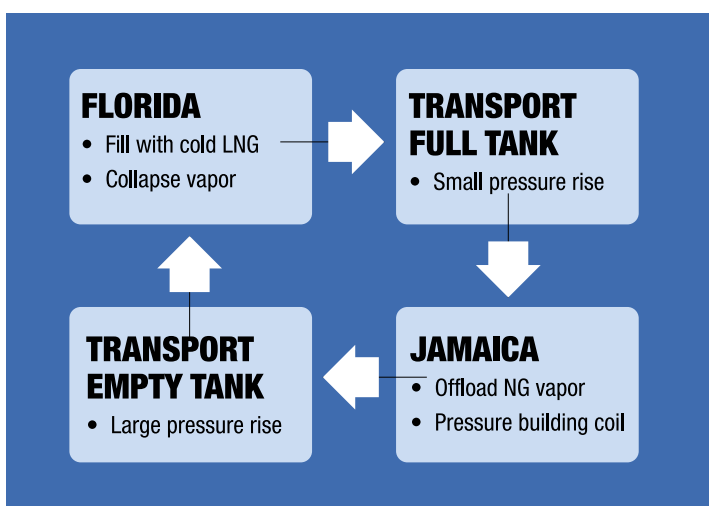 FLORIDA
• Fill with cold LNG
• Collapse vapor
TRANSPORT
FULL TANK
• Small pressure rise
TRANSPORT
EMPTY TANK
• Large pressure rise
JAMAICA
• Offload NG vapor
• Pressure building coil